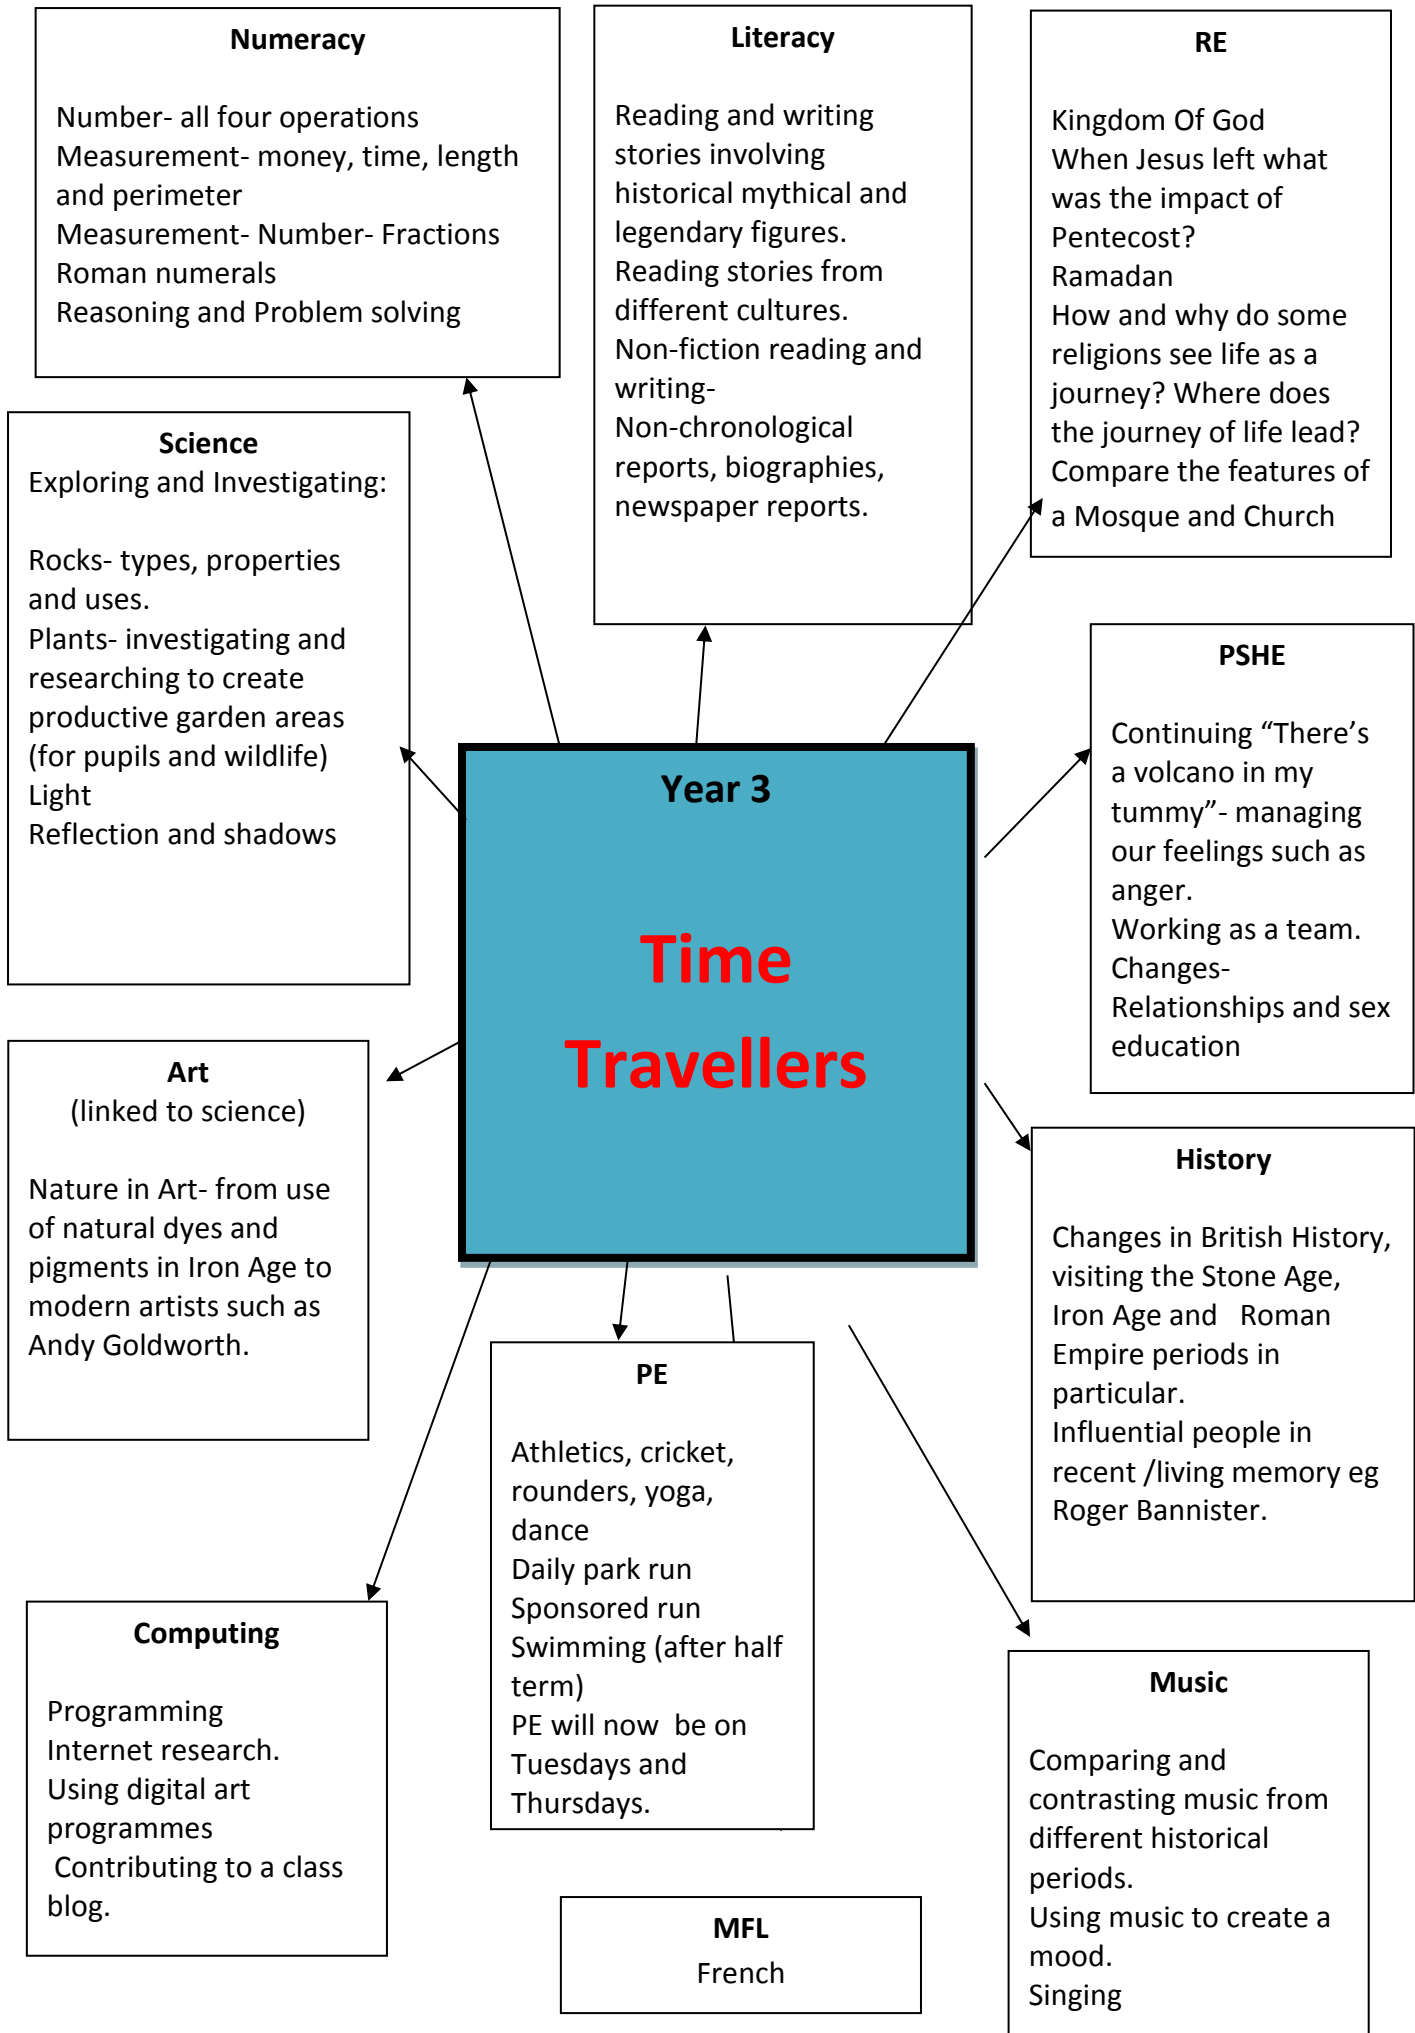 Numeracy
Number- all four operations
Measurement- money, time, length
and perimeter
Measurement- Number- Fractions
Roman numerals
Reasoning and Problem solving
Literacy
Reading and writing
stories involving
historical mythical and
legendary figures.
Reading stories from
different cultures.
Non-fiction reading and
writing-
Non-chronological
reports, biographies,
newspaper reports.
RE
Kingdom Of God
When Jesus left what
was the impact of
Pentecost?
Ramadan
How and why do some
religions see life as a
journey? Where does
the journey of life lead?
Compare the features of
a Mosque and Church
Science
Exploring and Investigating:
Rocks- types, properties
and uses.
Plants- investigating and
researching to create
productive garden areas
(for pupils and wildlife)
Light
Reflection and shadows
PSHE
Continuing “There’s
a volcano in my
tummy”- managing
our feelings such as
anger.
Working as a team.
Changes-
Relationships and sex
education
Year 3
Time
Travellers
Art
(linked to science)
Nature in Art- from use
of natural dyes and
pigments in Iron Age to
modern artists such as
Andy Goldworth.
History
Changes in British History,
visiting the Stone Age,
Iron Age and   Roman
Empire periods in
particular.
Influential people in
recent /living memory eg
Roger Bannister.
PE
Athletics, cricket,
rounders, yoga,
dance
Daily park run
Sponsored run
Swimming (after half
term)
PE will now  be on
Tuesdays and
Thursdays.
Computing
Programming
Internet research.
Using digital art
programmes
Contributing to a class
blog.
Music
Comparing and
contrasting music from
different historical
periods.
Using music to create a
mood.
Singing
MFL
French